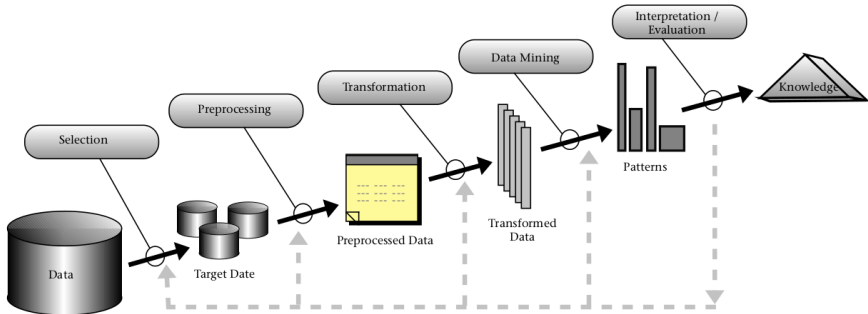 Interpretation /
Evaluation
Data Mining
Transformation
Preprocessing
Selection
Data
Target Date
Preprocessed Data
Transformed
Data
Patterns
Knowledge